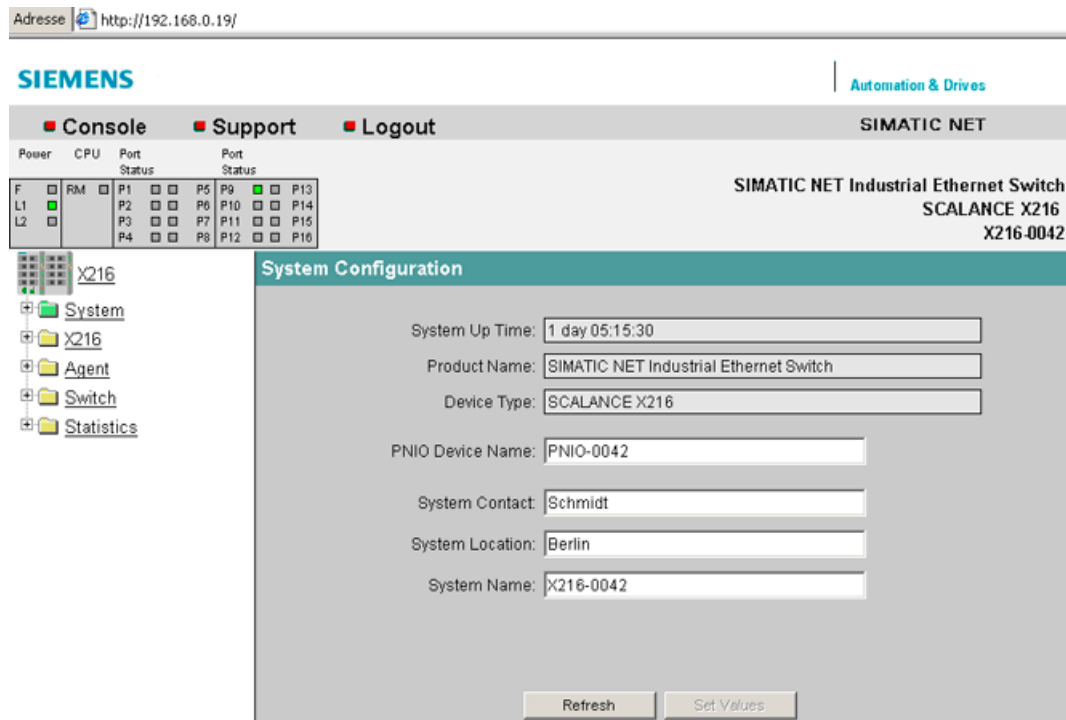 Adresse http://192.168.0.19/
SIEMENS
Automation & Drives
Console Support Logout SIMATIC NET
Power CPU Port Status Port Status
F RM P1 P5 P9 P13
L1 P2 P6 P10 P14
L2 P3 P7 P11 P15
P4 P8 P12 P16
SIMATIC NET Industrial Ethernet Switch
SCALANCE X216
X216-0042
X216
System
X216
Agent
Switch
Statistics
System Configuration
System Up Time: 1 day 05:15:30
Product Name: SIMATIC NET Industrial Ethernet Switch
Device Type: SCALANCE X216
PNIO Device Name: PNIO-0042
System Contact: Schmidt
System Location: Berlin
System Name: X216-0042
Refresh Set Values